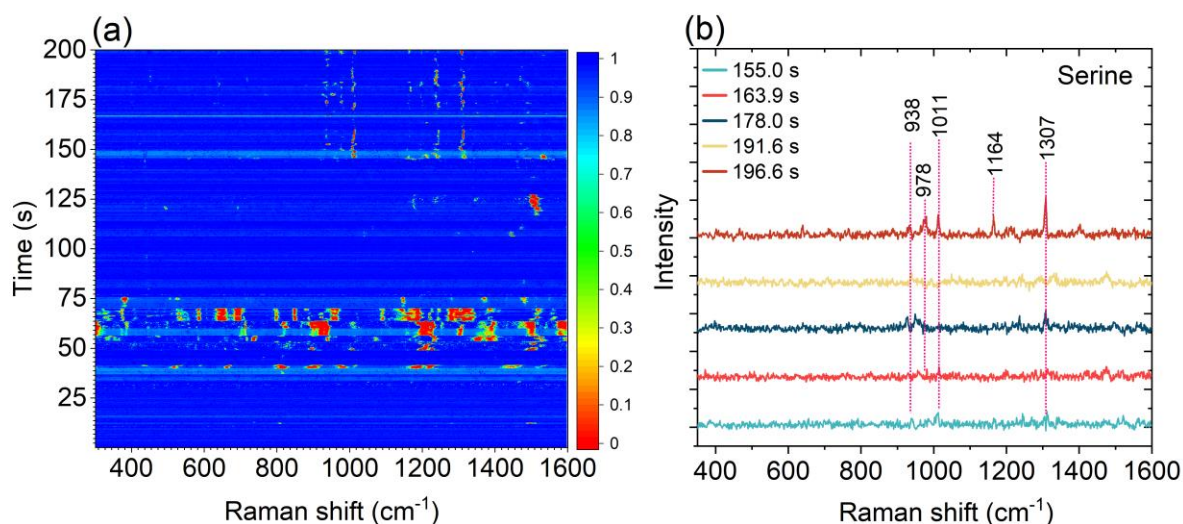 (a)
200
175
150
125
100
75
50
25
Time (s)
400 600 800 1000 1200 1400 1600
Raman shift (cm-1)
1
0.9
0.8
0.7
0.6
0.5
0.4
0.3
0.2
0.1
0
(b)
155.0 s
163.9 s
178.0 s
191.6 s
196.6 s
Serine
938
978
1011
1164
1307
Intensity
400 600 800 1000 1200 1400 1600
Raman shift (cm-1)